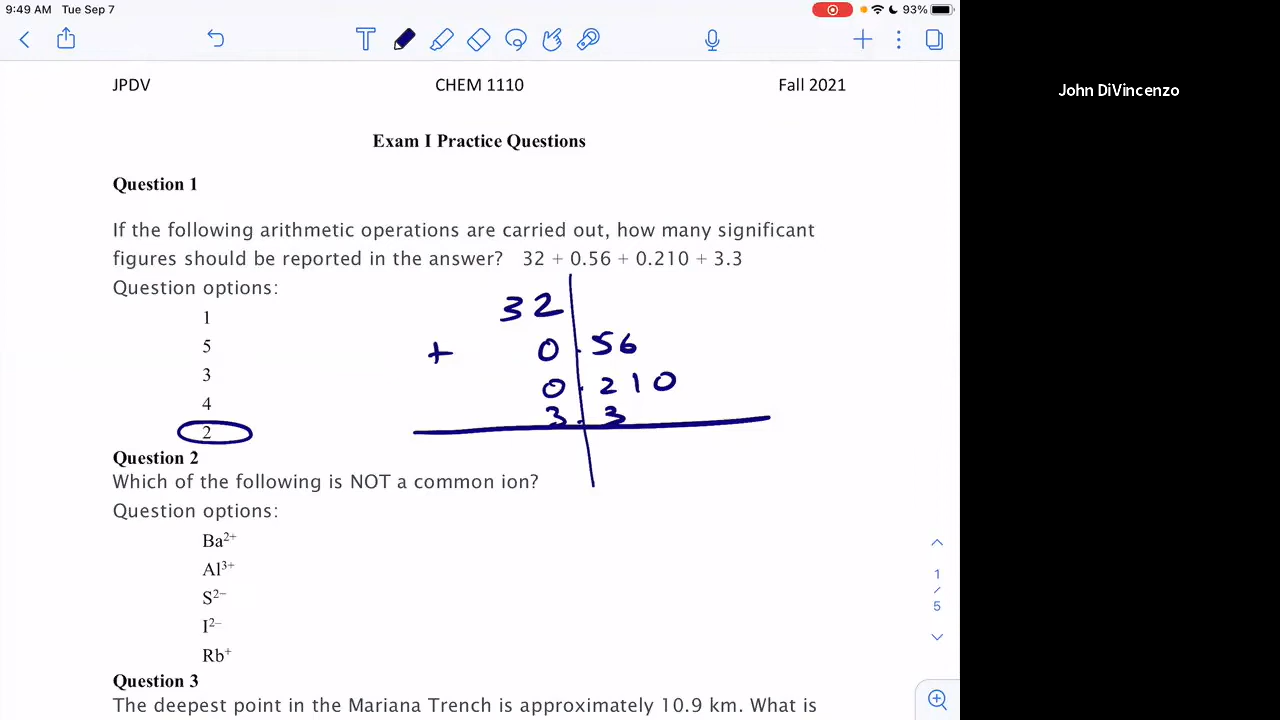 9:49 AM Tue Sep 7
93%
John DiVincenzo
JPDV CHEM 1110 Fall 2021
Exam I Practice Questions
Question 1
If the following arithmetic operations are carried out, how many significant
figures should be reported in the answer? 32 + 0.56 + 0.210 + 3.3
Question options:
1
5
3
4
2
32
+ 0.56
0.210
3.3
Question 2
Which of the following is NOT a common ion?
Question options:
Ba²⁺
Al³⁺
S²⁻
I²⁻
Rb⁺
1
/
5
Question 3
The deepest point in the Mariana Trench is approximately 10.9 km. What is